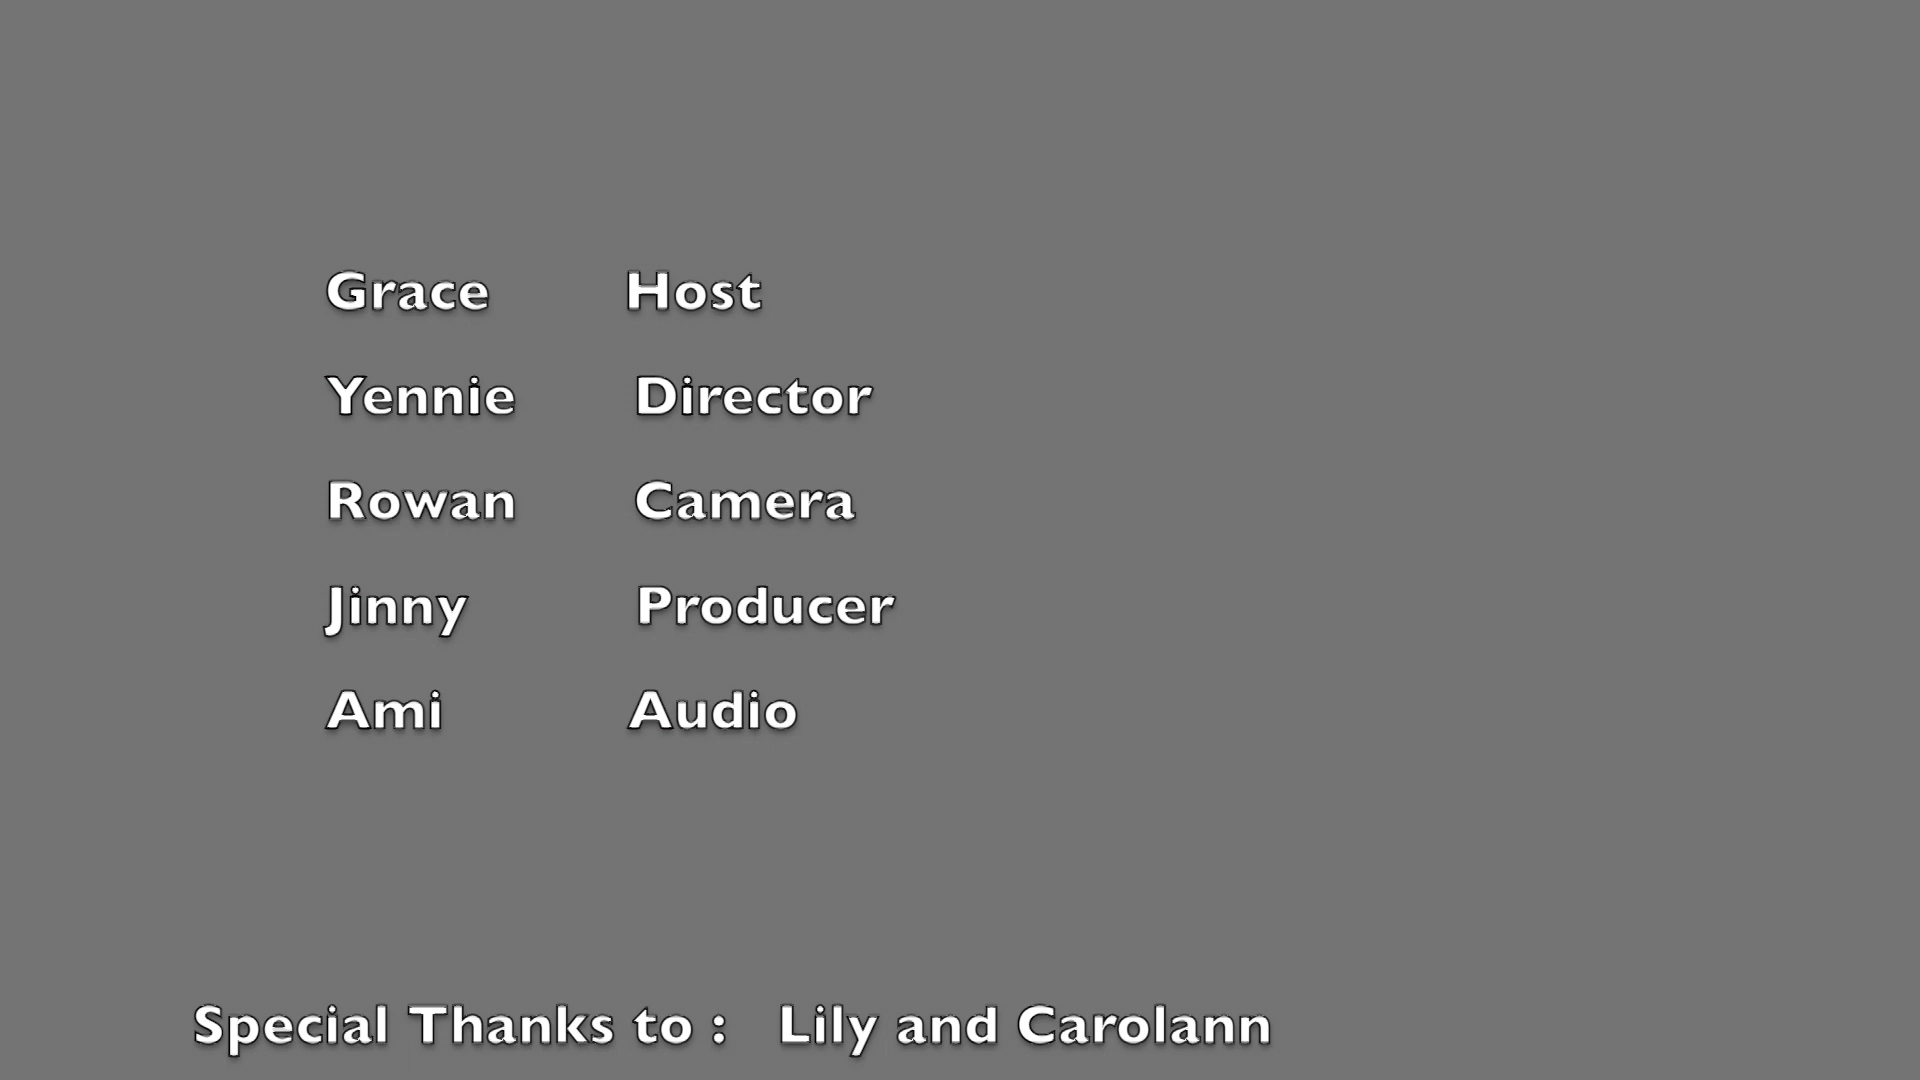 Grace Host
Yennie Director
Rowan Camera
Jinny Producer
Ami Audio
Special Thanks to : Lily and Carolann